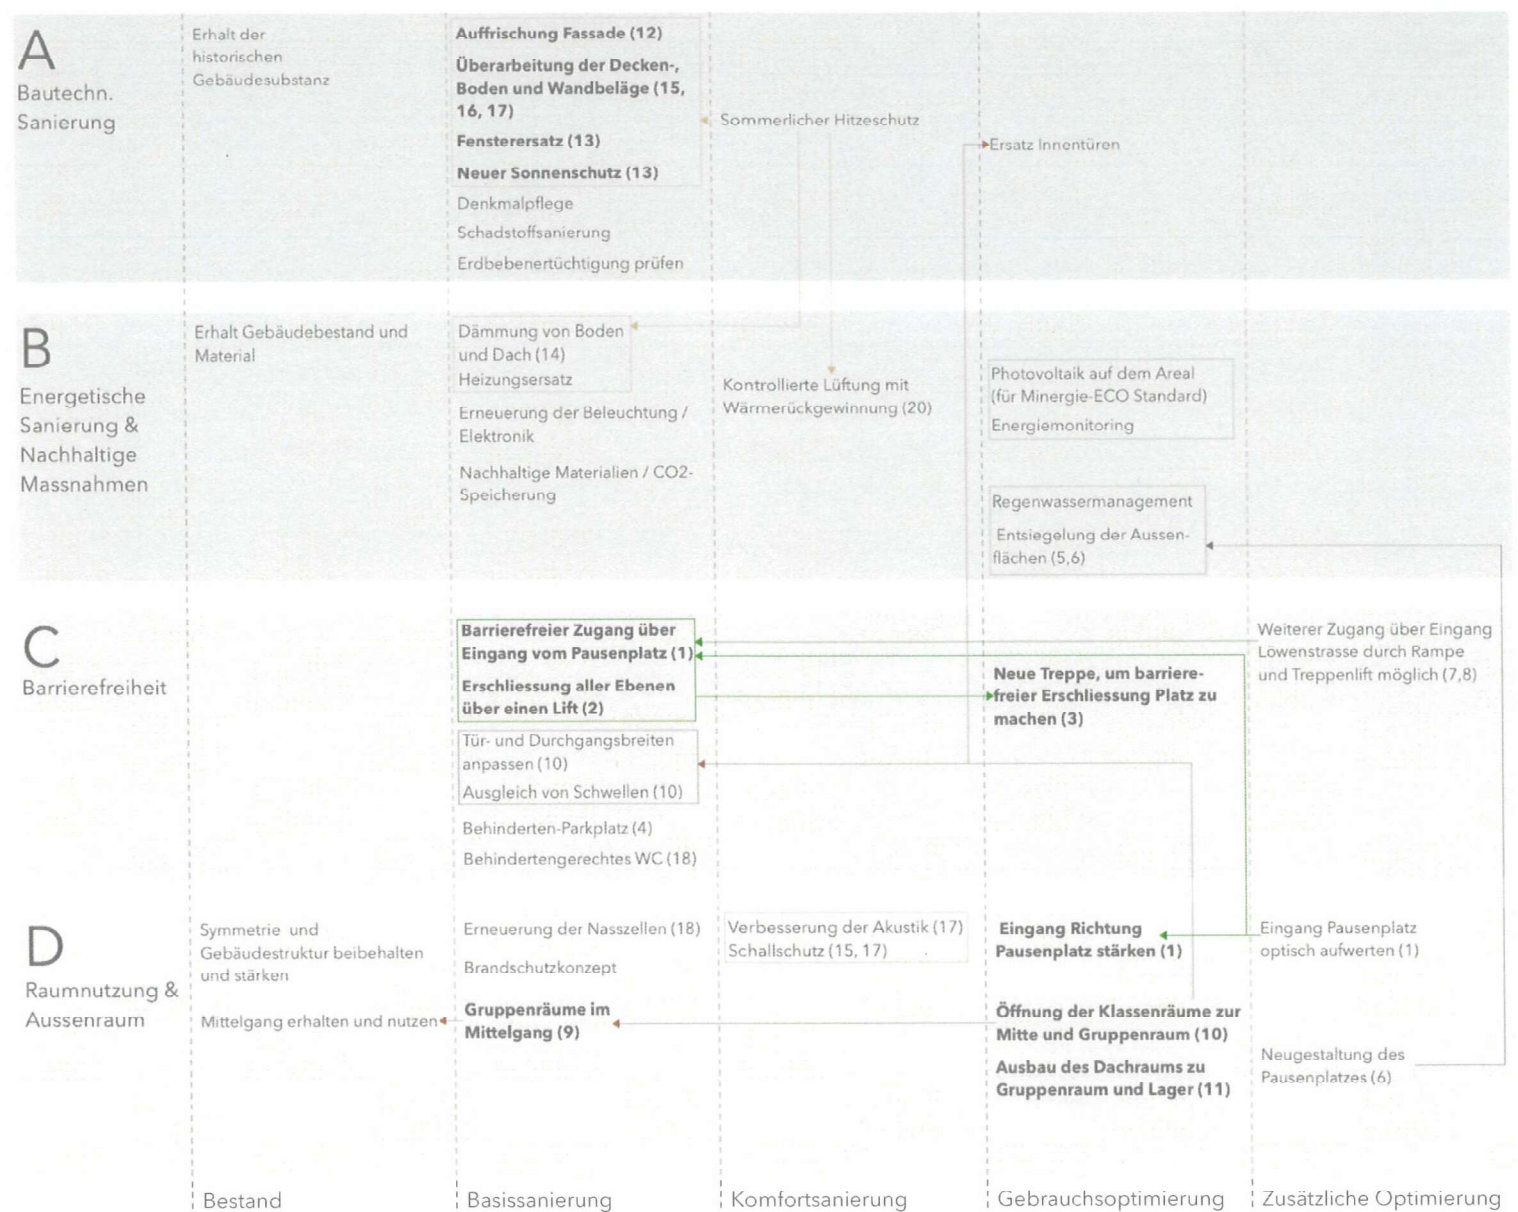 A
Bautechn.
Sanierung
Erhalt der
historischen
Gebäudesubstanz
Auffrischung Fassade (12)
Überarbeitung der Decken-,
Boden und Wandbeläge (15,
16, 17)
Fensterersatz (13)
Neuer Sonnenschutz (13)
Denkmalpflege
Schadstoffsanierung
Erdbebenertüchtigung prüfen
Sommerlicher Hitzeschutz
Ersatz Innentüren
B
Energetische
Sanierung &
Nachhaltige
Massnahmen
Erhalt Gebäudebestand und
Material
Dämmung von Boden
und Dach (14)
Heizungsersatz
Erneuerung der Beleuchtung /
Elektronik
Nachhaltige Materialien / CO2-
Speicherung
Kontrollierte Lüftung mit
Wärmerückgewinnung (20)
Photovoltaik auf dem Areal
(für Minergie-ECO Standard)
Energiemonitoring
Regenwassermanagement
Entsiegelung der Aussen-
flächen (5,6)
C
Barrierefreiheit
Barrierefreier Zugang über
Eingang vom Pausenplatz (1)
Erschliessung aller Ebenen
über einen Lift (2)
Tür- und Durchgangsbreiten
anpassen (10)
Ausgleich von Schwellen (10)
Behinderten-Parkplatz (4)
Behindertengerechtes WC (18)
Neue Treppe, um barriere-
freier Erschliessung Platz zu
machen (3)
Weiterer Zugang über Eingang
Löwenstrasse durch Rampe
und Treppenlift möglich (7,8)
D
Raumnutzung &
Aussenraum
Symmetrie und
Gebäudestruktur beibehalten
und stärken
Mittelgang erhalten und nutzen
Erneuerung der Nasszellen (18)
Brandschutzkonzept
Gruppenräume im
Mittelgang (9)
Verbesserung der Akustik (17)
Schallschutz (15, 17)
Eingang Richtung
Pausenplatz stärken (1)
Öffnung der Klassenräume zur
Mitte und Gruppenraum (10)
Ausbau des Dachraums zu
Gruppenraum und Lager (11)
Eingang Pausenplatz
optisch aufwerten (1)
Neugestaltung des
Pausenplatzes (6)
Bestand
Basissanierung
Komfortsanierung
Gebrauchsoptimierung
Zusätzliche Optimierung